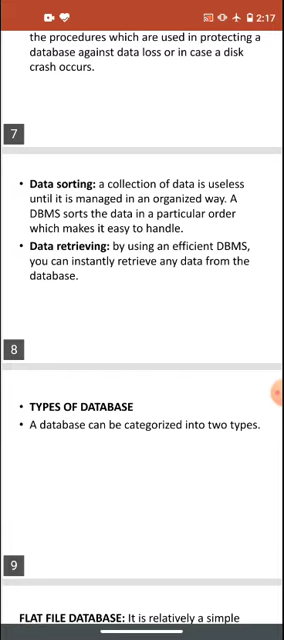 2:17
the procedures which are used in protecting a
database against data loss or in case a disk
crash occurs.
7
• Data sorting: a collection of data is useless
until it is managed in an organized way. A
DBMS sorts the data in a particular order
which makes it easy to handle.
• Data retrieving: by using an efficient DBMS,
you can instantly retrieve any data from the
database.
8
• TYPES OF DATABASE
• A database can be categorized into two types.
9
FLAT FILE DATABASE: It is relatively a simple